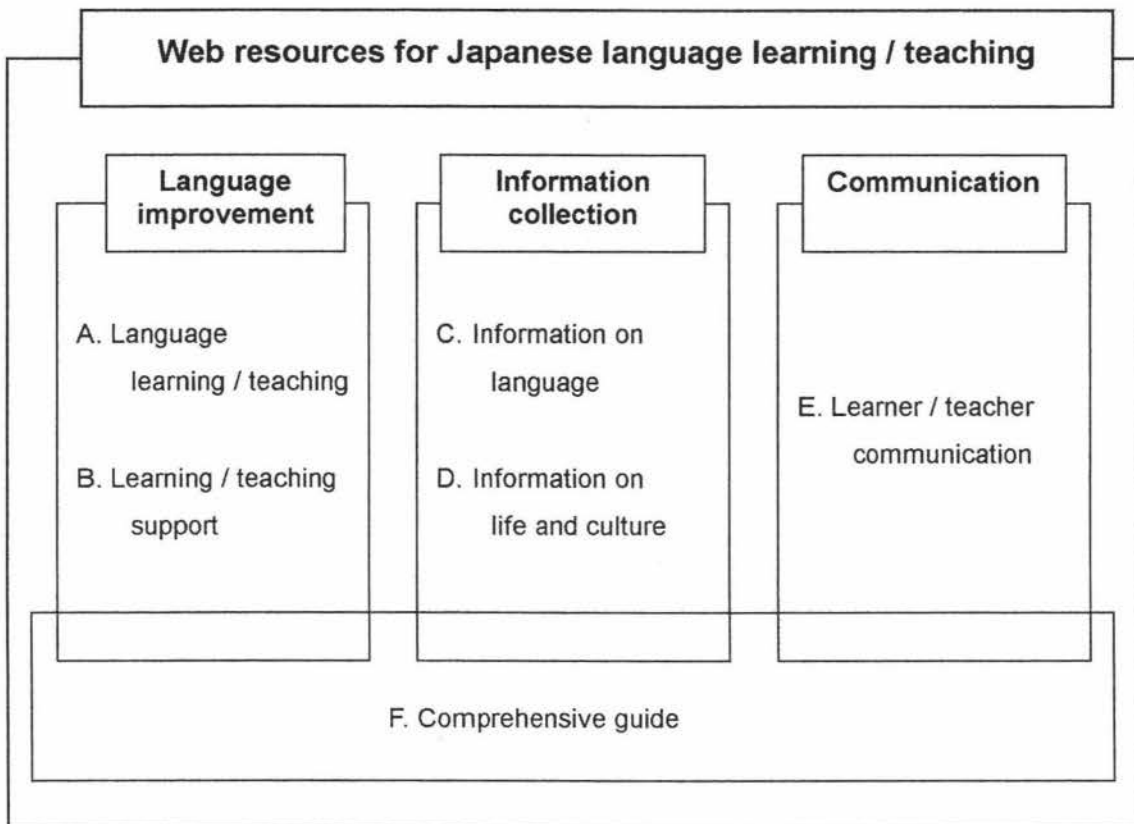 Web resources for Japanese language learning / teaching
Language
improvement
A. Language
learning / teaching
B. Learning / teaching
support
Information
collection
C. Information on
language
D. Information on
life and culture
Communication
E. Learner / teacher
communication
F. Comprehensive guide